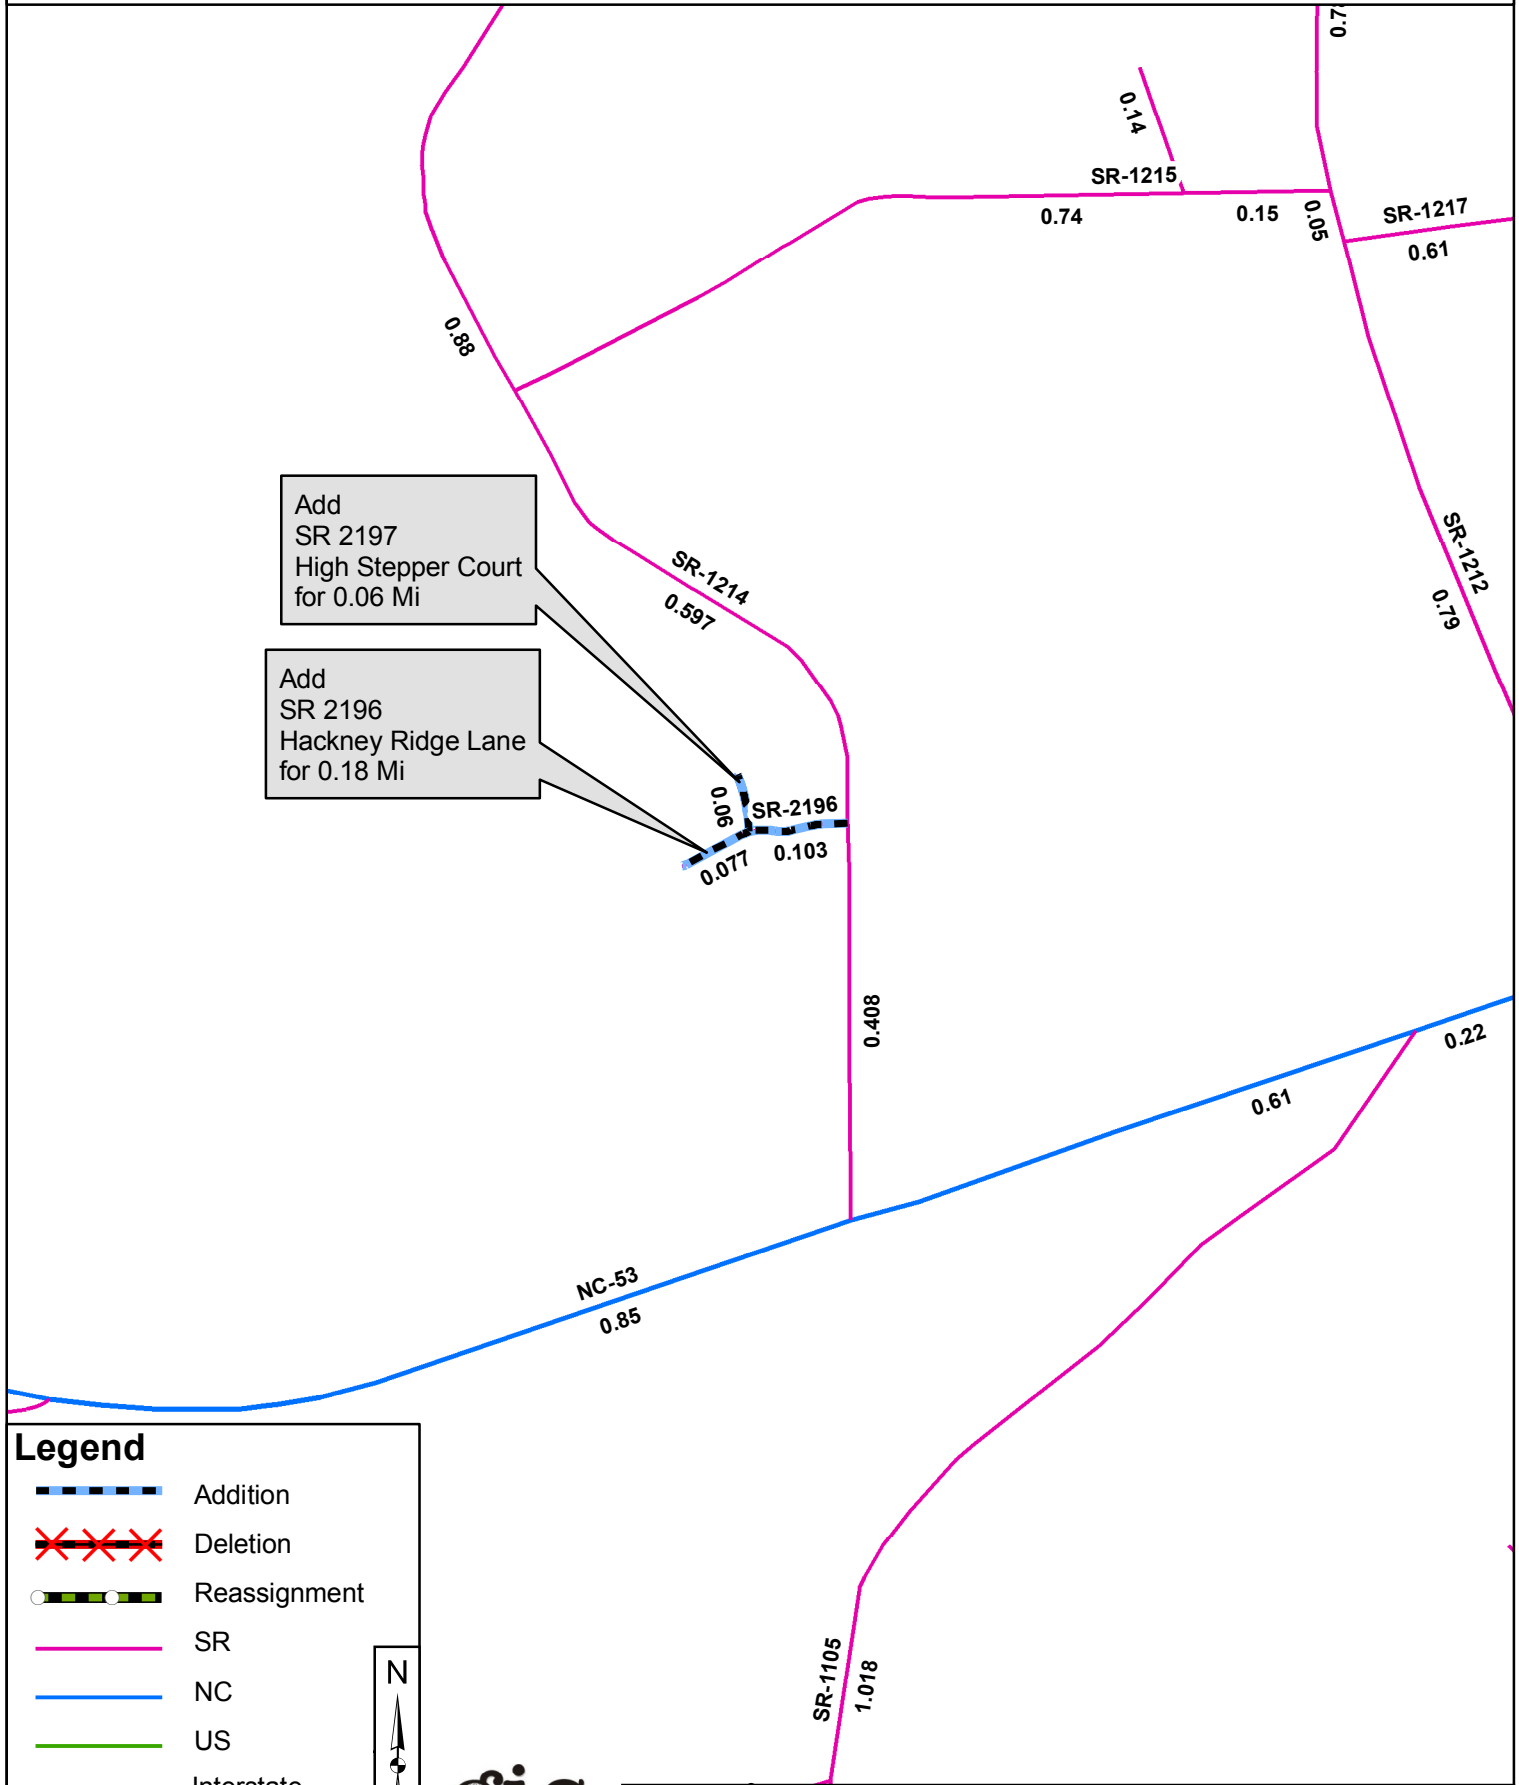 0.14
SR-1215
0.74
0.15
0.05
SR-1217
0.61
0.88
Add
SR 2197
High Stepper Court
for 0.06 Mi
SR-1214
0.597
SR-1212
0.79
Add
SR 2196
Hackney Ridge Lane
for 0.18 Mi
0.06
SR-2196
0.077
0.103
0.408
0.22
0.61
NC-53
0.85
SR-1105
1.018
Legend
Addition
Deletion
Reassignment
SR
NC
US
Interstate
N